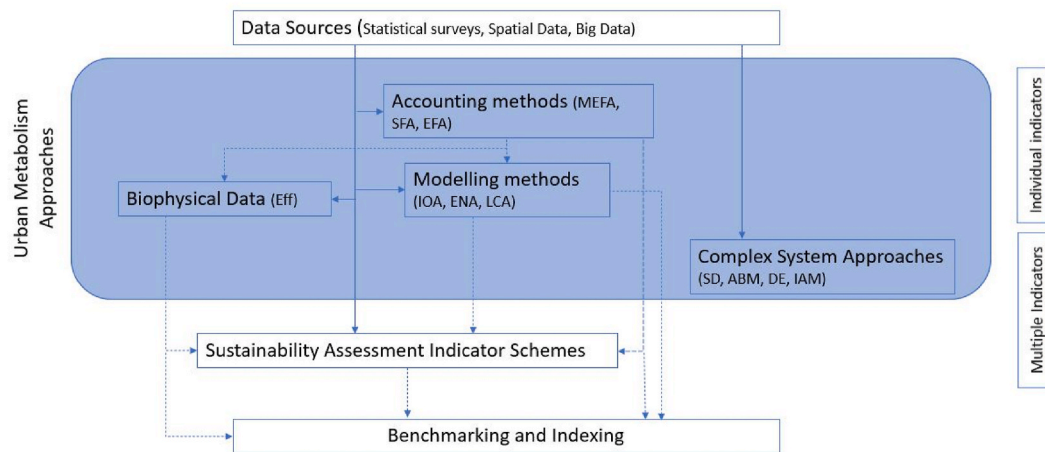 Data Sources (Statistical surveys, Spatial Data, Big Data)
Urban Metabolism
Approaches
Accounting methods (MEFA,
SFA, EFA)
Individual indicators
Modelling methods
(IOA, ENA, LCA)
Biophysical Data (Eff)
Complex System Approaches
(SD, ABM, DE, IAM)
Multiple Indicators
Sustainability Assessment Indicator Schemes
Benchmarking and Indexing